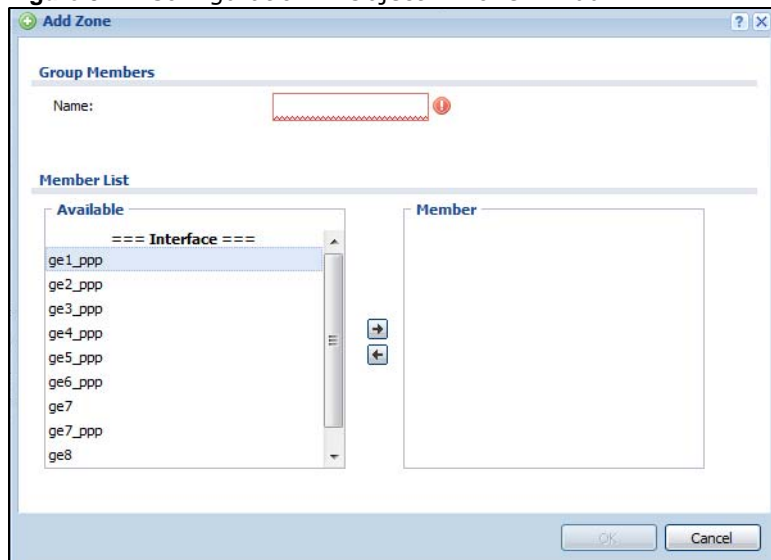 Add Zone
Group Members
Name:
Member List
Available
Member
=== Interface ===
ge1_ppp
ge2_ppp
ge3_ppp
ge4_ppp
ge5_ppp
ge6_ppp
ge7
ge7_ppp
ge8
OK
Cancel